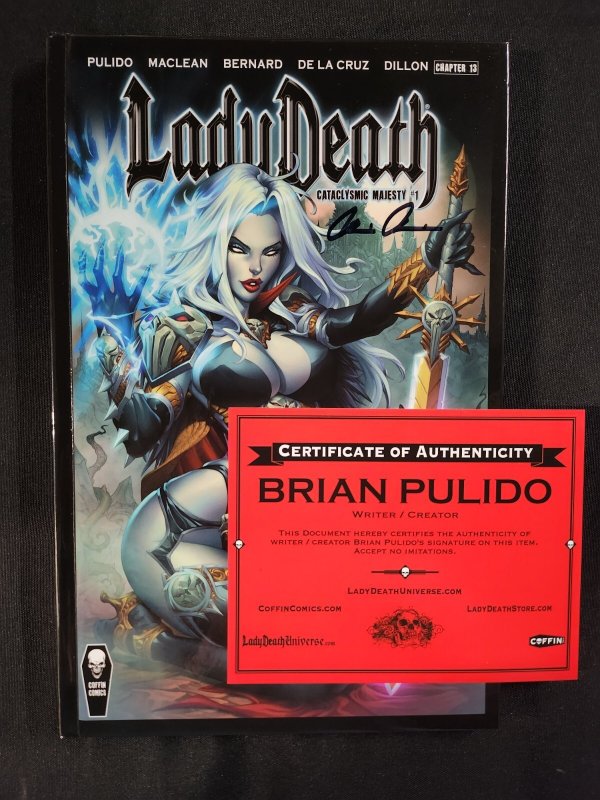 PULIDO MACLEAN BERNARD DE LA CRUZ DILLON CHAPTER 13
Lady Death
CATACLYSMIC MAJESTY #1
CERTIFICATE OF AUTHENTICITY
BRIAN PULIDO
WRITER / CREATOR
THIS DOCUMENT HEREBY CERTIFIES THE AUTHENTICITY OF
WRITER / CREATOR BRIAN PULIDO'S SIGNATURE ON THIS ITEM.
ACCEPT NO IMITATIONS.
LADYDEATHUNIVERSE.COM
COFFINCOMICS.COM LADYDEATHSTORE.COM
LadyDeathUniverse.com COFFIN
COFFIN
COMICS